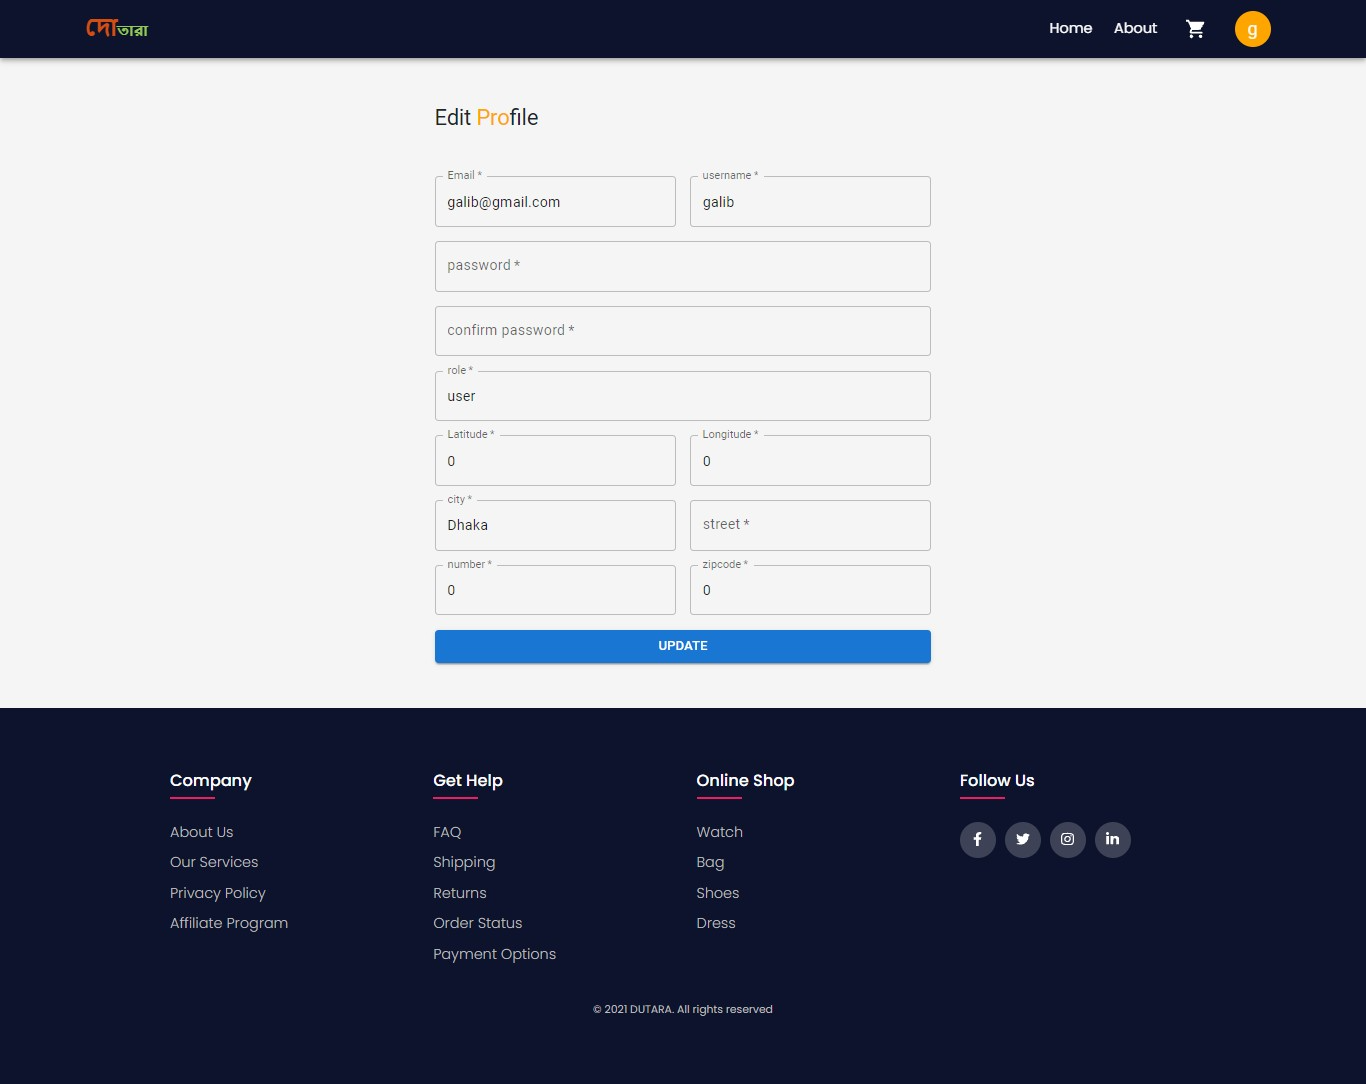 দোতারা
Home About
g
Edit Profile
Email * username *
galib@gmail.com galib
password *
confirm password *
role *
user
Latitude * Longitude *
0 0
city *
Dhaka street *
number * zipcode *
0 0
UPDATE
Company Get Help Online Shop Follow Us
About Us FAQ Watch
Our Services Shipping Bag
Privacy Policy Returns Shoes
Affiliate Program Order Status Dress
Payment Options
© 2021 DUTARA. All rights reserved